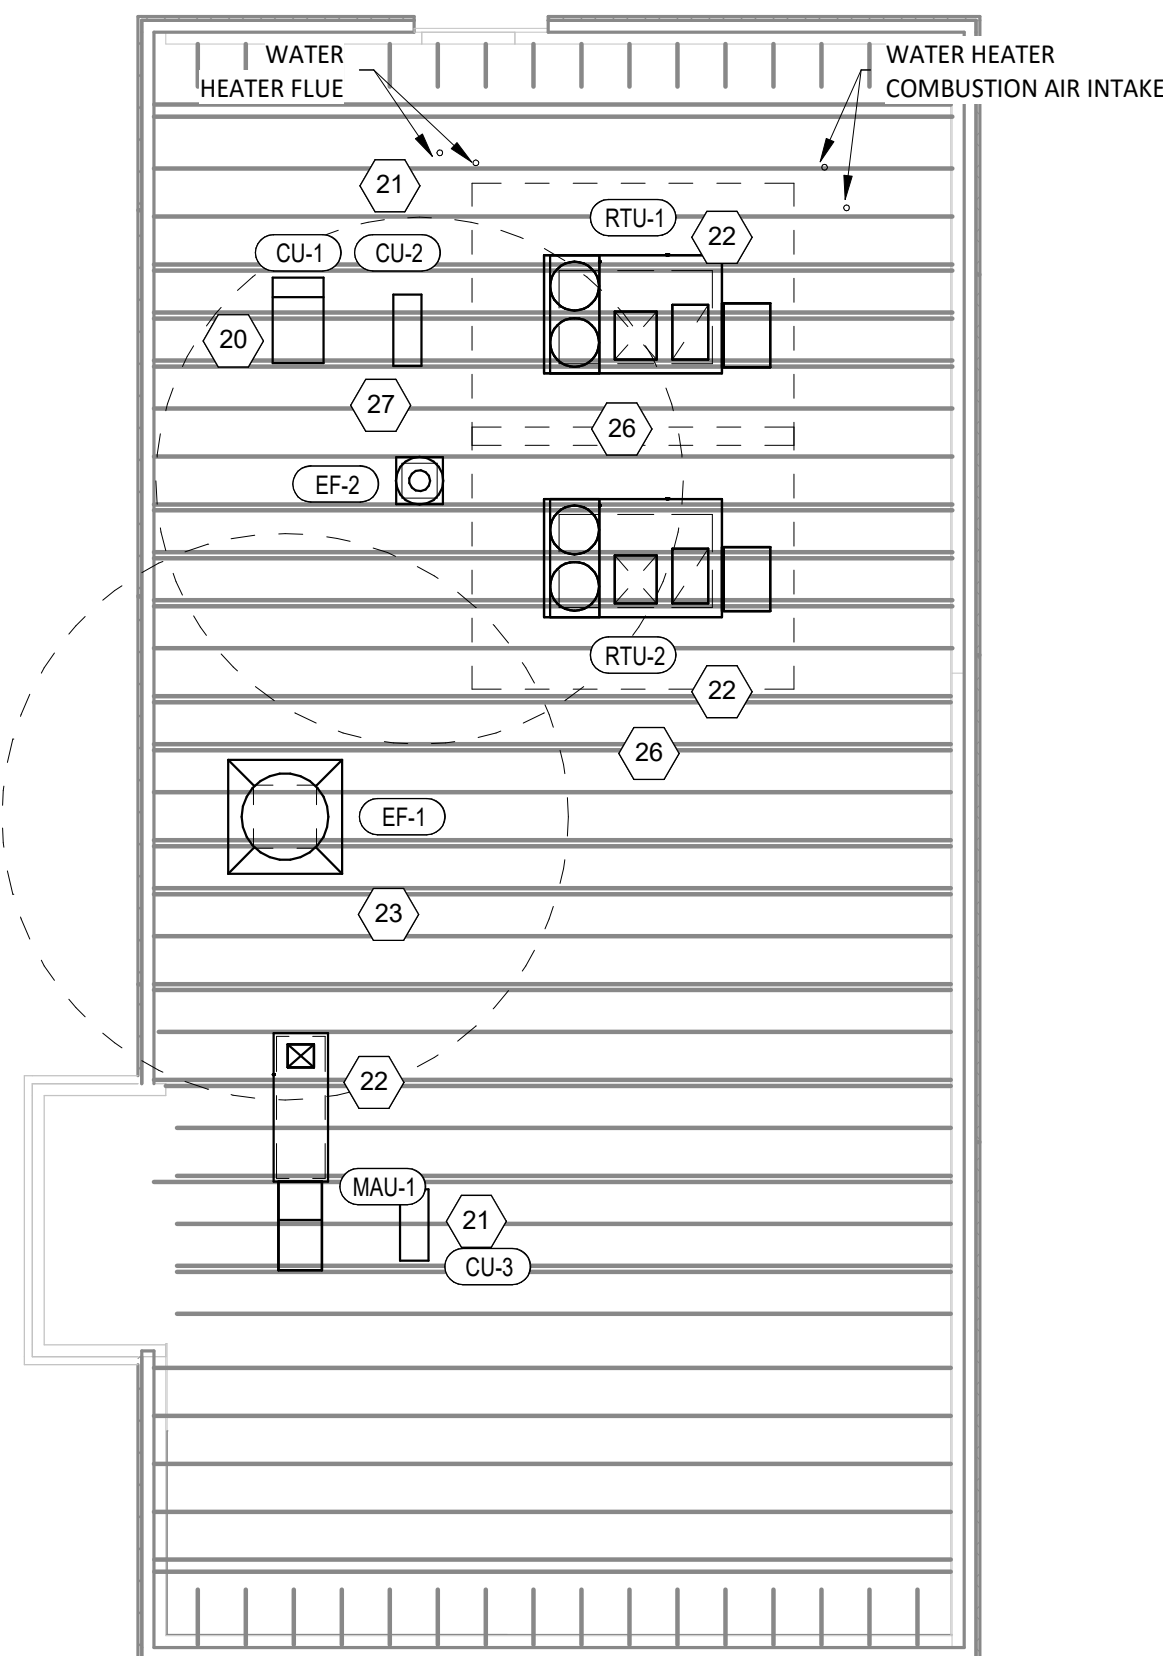 WATER
HEATER FLUE
WATER HEATER
COMBUSTION AIR INTAKE
21
RTU-1
22
CU-1
CU-2
20
27
26
EF-2
RTU-2
22
26
EF-1
23
22
MAU-1
21
CU-3